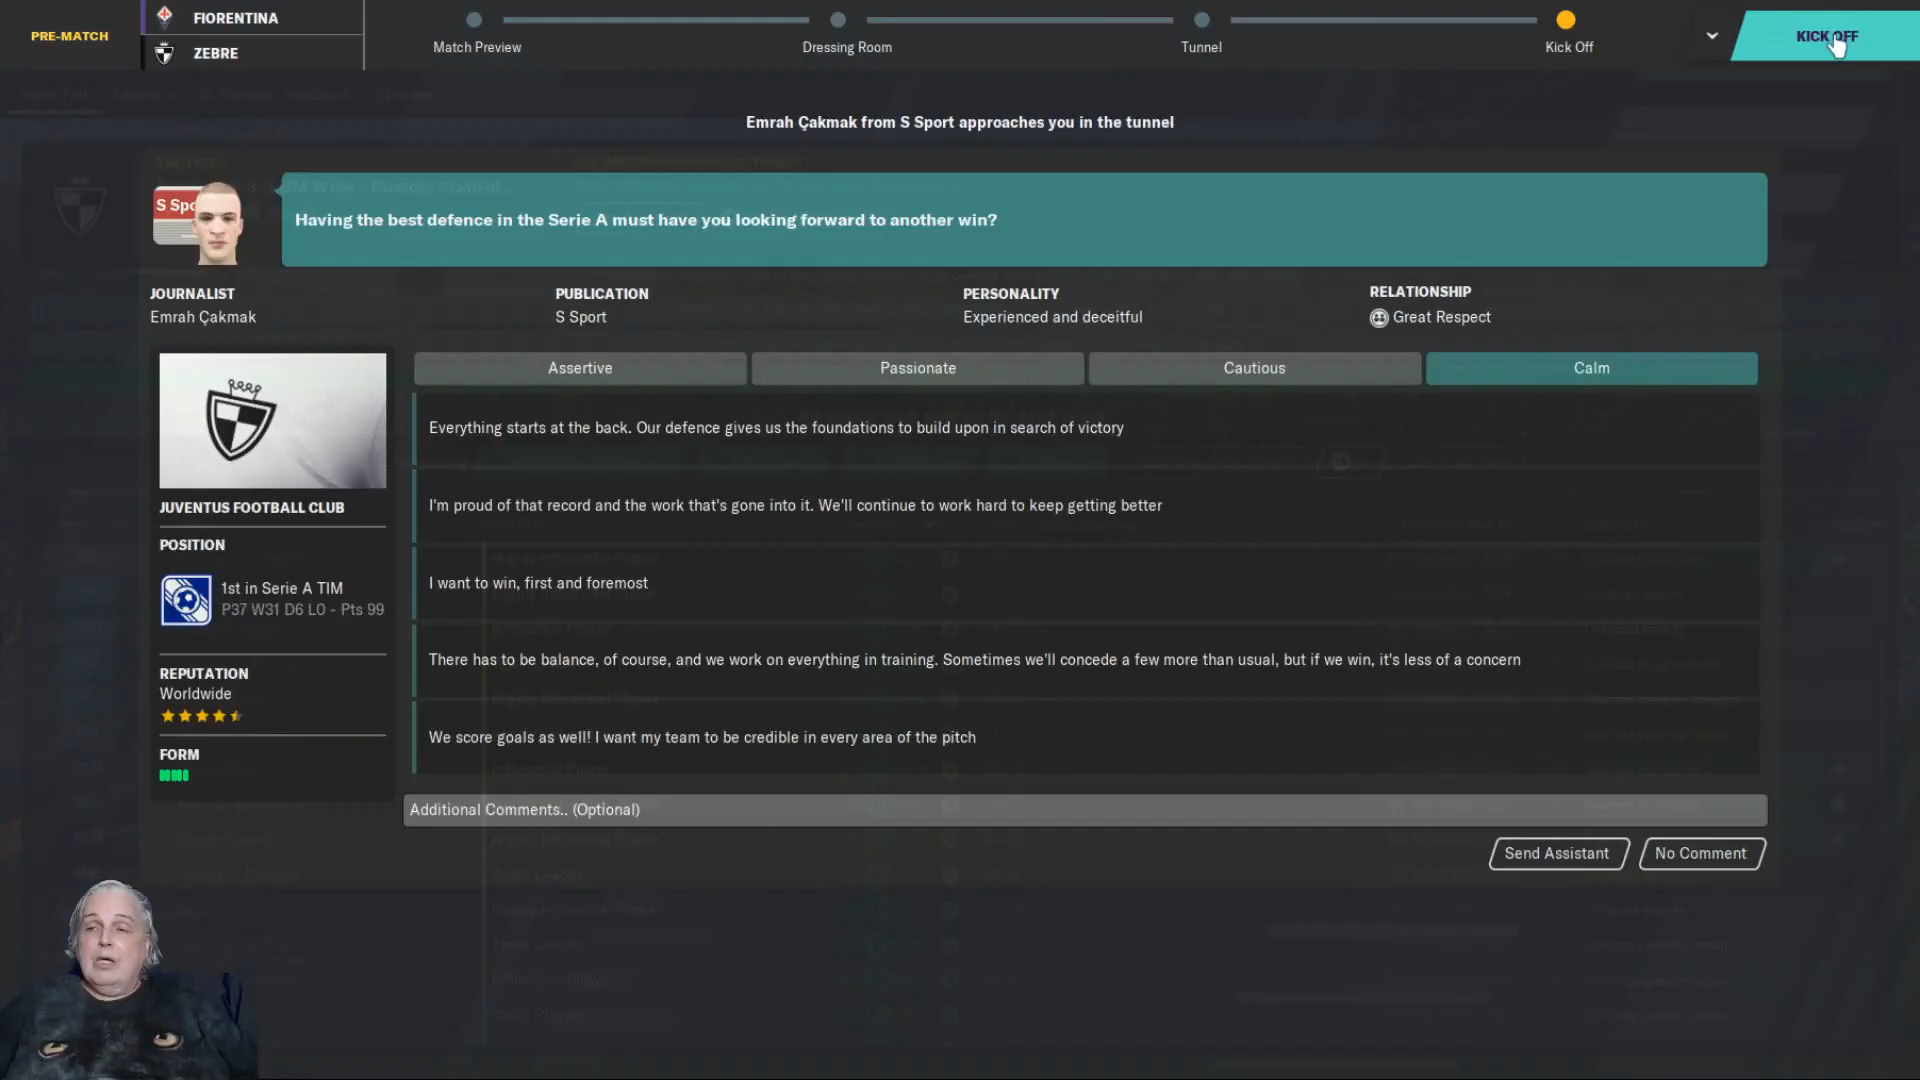 PRE-MATCH
FIORENTINA
ZEBRE
Match Preview
Dressing Room
Tunnel
Kick Off
KICK OFF
Emrah Çakmak from S Sport approaches you in the tunnel
S Spo
Having the best defence in the Serie A must have you looking forward to another win?
JOURNALIST
Emrah Çakmak
PUBLICATION
S Sport
PERSONALITY
Experienced and deceitful
RELATIONSHIP
Great Respect
Assertive
Passionate
Cautious
Calm
Everything starts at the back. Our defence gives us the foundations to build upon in search of victory
I'm proud of that record and the work that's gone into it. We'll continue to work hard to keep getting better
I want to win, first and foremost
There has to be balance, of course, and we work on everything in training. Sometimes we'll concede a few more than usual, but if we win, it's less of a concern
We score goals as well! I want my team to be credible in every area of the pitch
JUVENTUS FOOTBALL CLUB
POSITION
1st in Serie A TIM
P37 W31 D6 L0 - Pts 99
REPUTATION
Worldwide
FORM
Additional Comments.. (Optional)
Send Assistant
No Comment